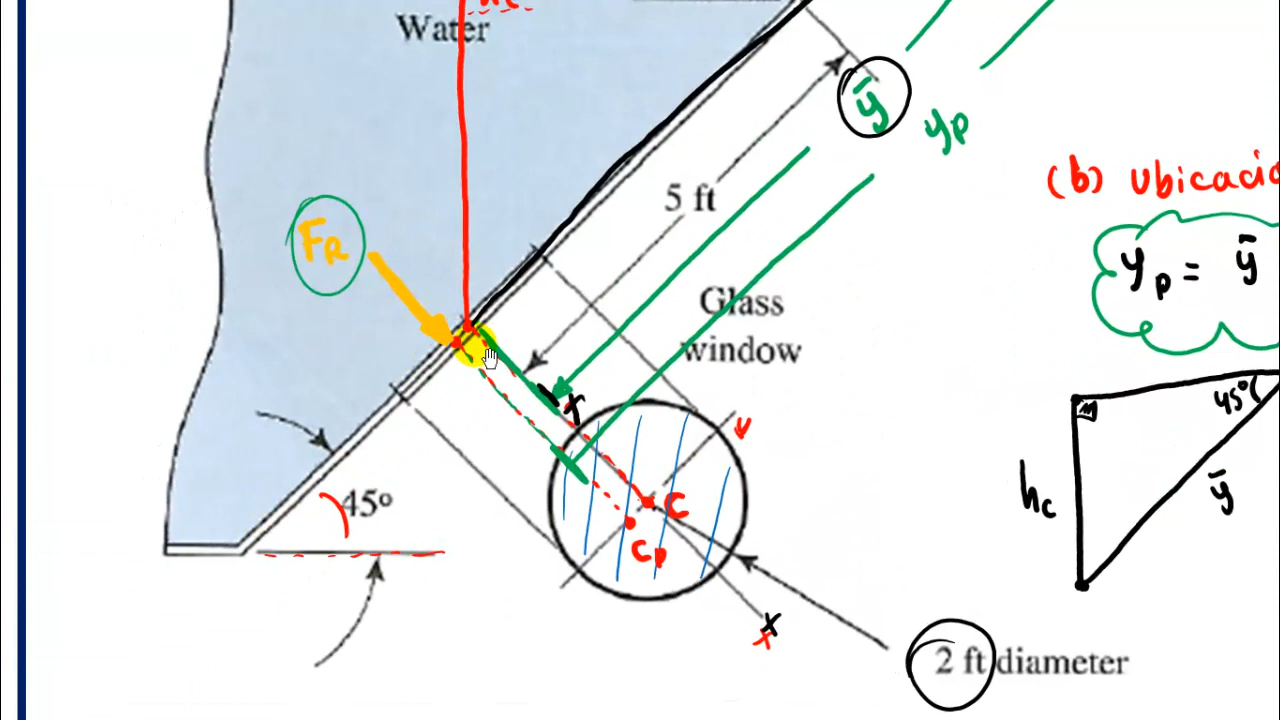 Water
ȳ
yp
5 ft
(b) Ubicació
FR
yp = ȳ
Glass
window
45°
x
hc
ȳ
45°
c
cp
x
x
2 ft diameter